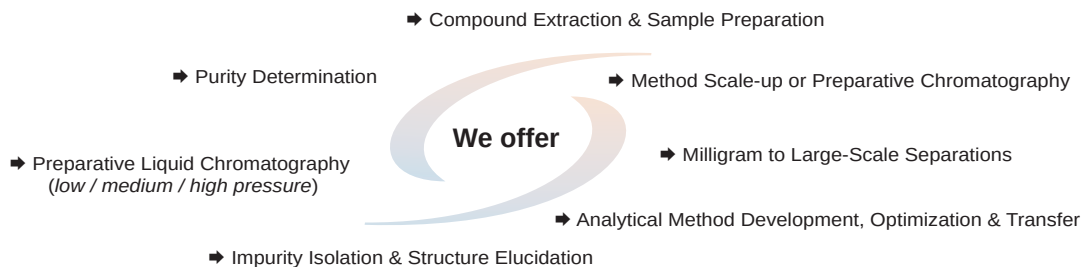 ➡ Compound Extraction & Sample Preparation
➡ Purity Determination
➡ Method Scale-up or Preparative Chromatography
We offer
➡ Preparative Liquid Chromatography
(low / medium / high pressure)
➡ Milligram to Large-Scale Separations
➡ Analytical Method Development, Optimization & Transfer
➡ Impurity Isolation & Structure Elucidation